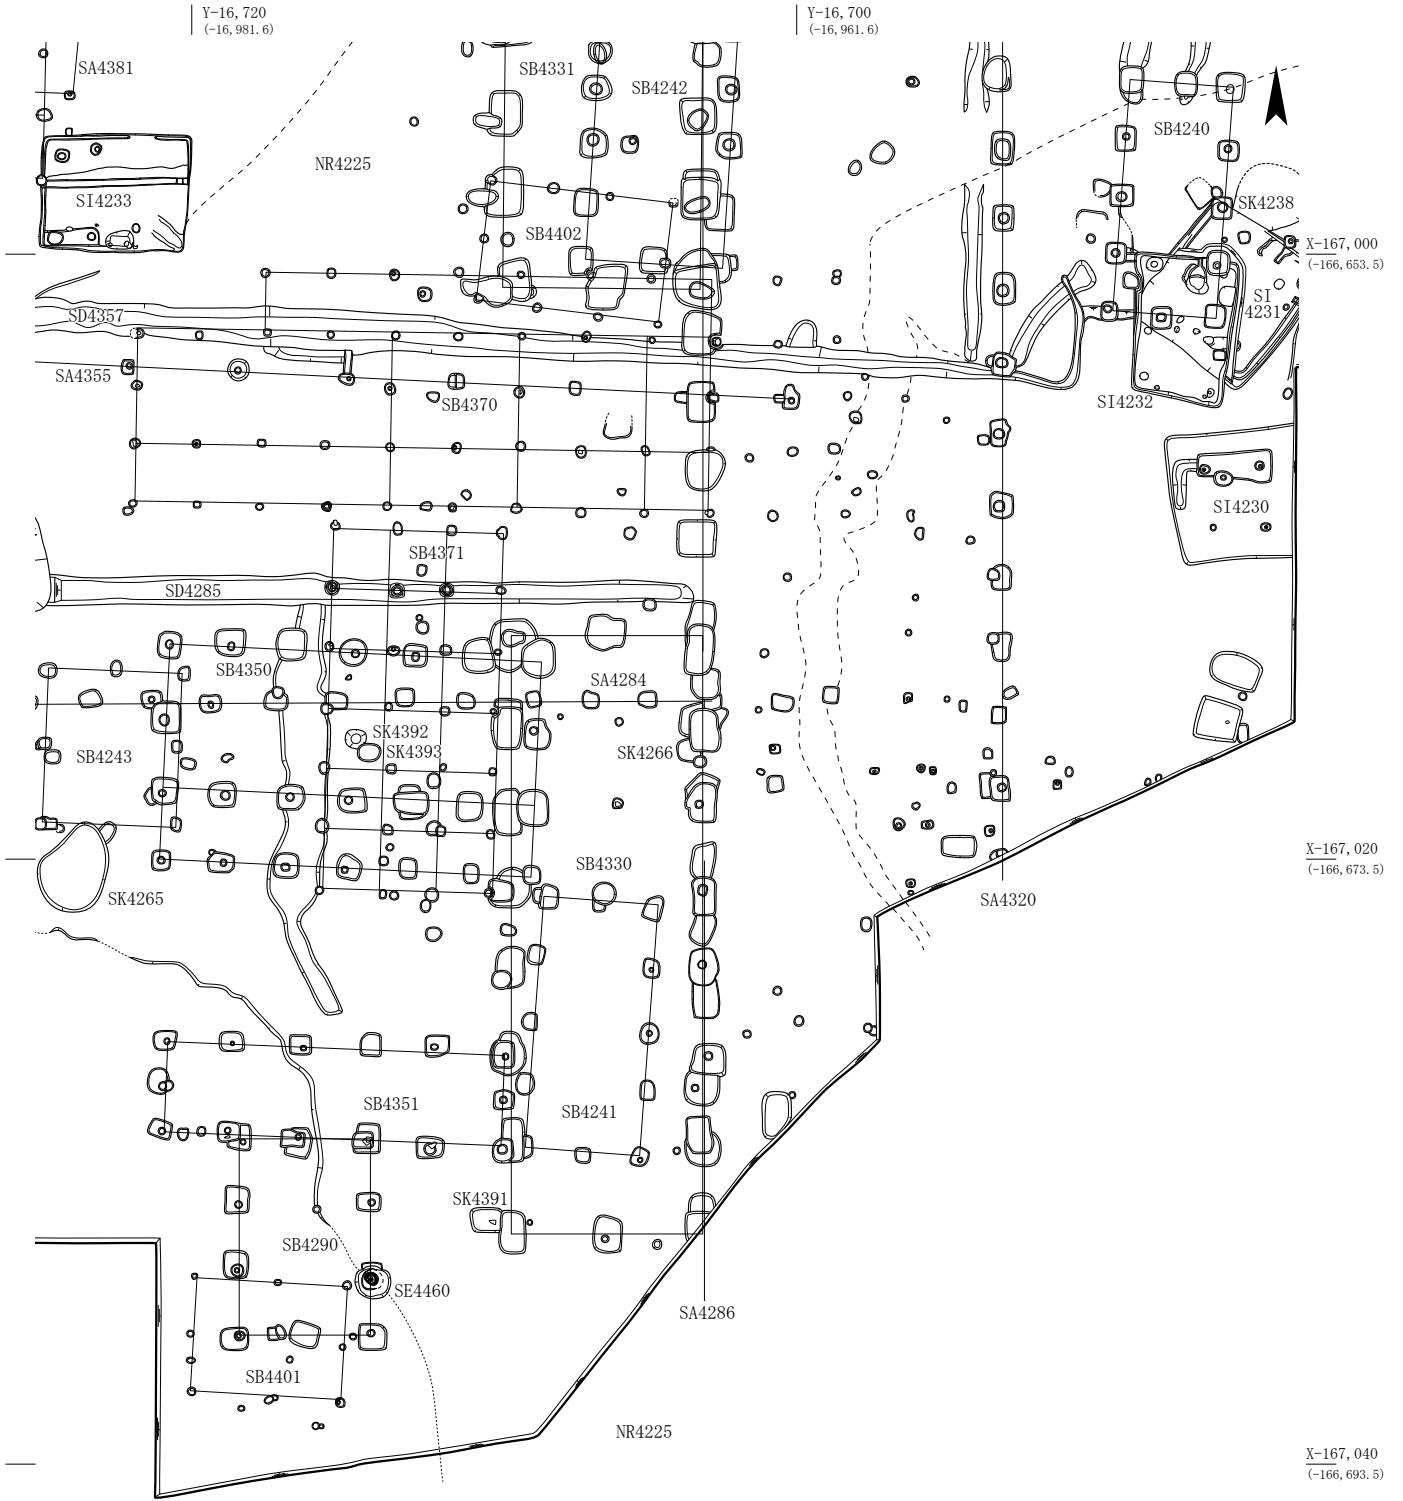 Y-16,720
(-16,981.6)
Y-16,700
(-16,961.6)
SA4381
SB4331
SB4242
SB4240
NR4225
SI4233
SK4238
SB4402
X-167,000
(-166,653.5)
SI
4231
SD4357
SA4355
SB4370
SI4232
SI4230
SB4371
SD4285
SB4350
SA4284
SK4392
SK4393
SK4266
SB4243
X-167,020
(-166,673.5)
SB4330
SK4265
SA4320
SB4351
SB4241
SK4391
SB4290
SE4460
SA4286
SB4401
NR4225
X-167,040
(-166,693.5)